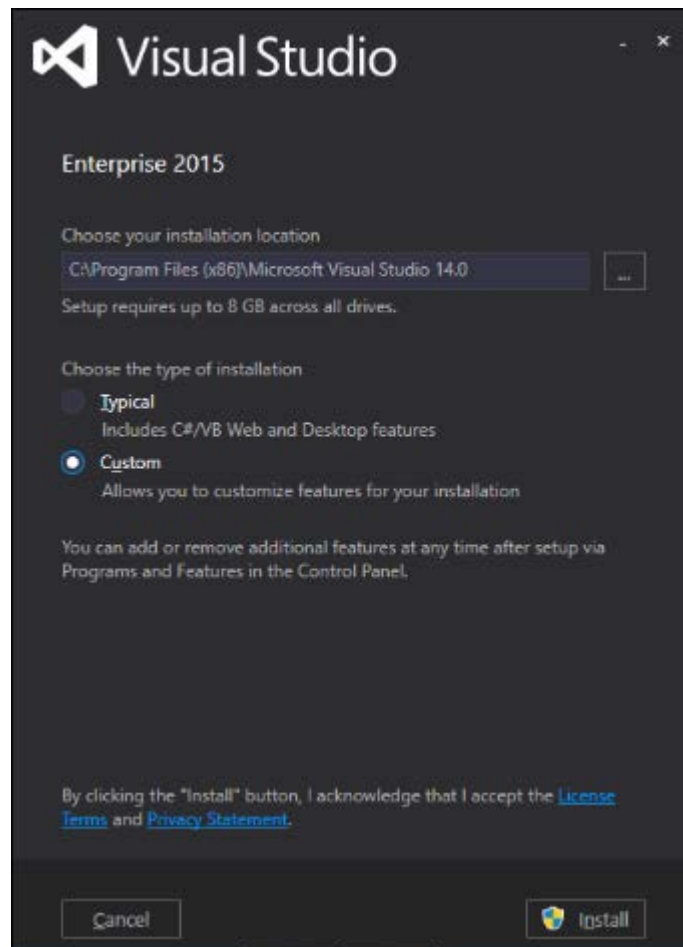 Visual Studio
Enterprise 2015
Choose your installation location
C:\Program Files (x86)\Microsoft Visual Studio 14.0
...
Setup requires up to 8 GB across all drives.
Choose the type of installation
Typical
Includes C#/VB Web and Desktop features
Custom
Allows you to customize features for your installation
You can add or remove additional features at any time after setup via
Programs and Features in the Control Panel.
By clicking the "Install" button, I acknowledge that I accept the License
Terms and Privacy Statement.
Cancel
Install